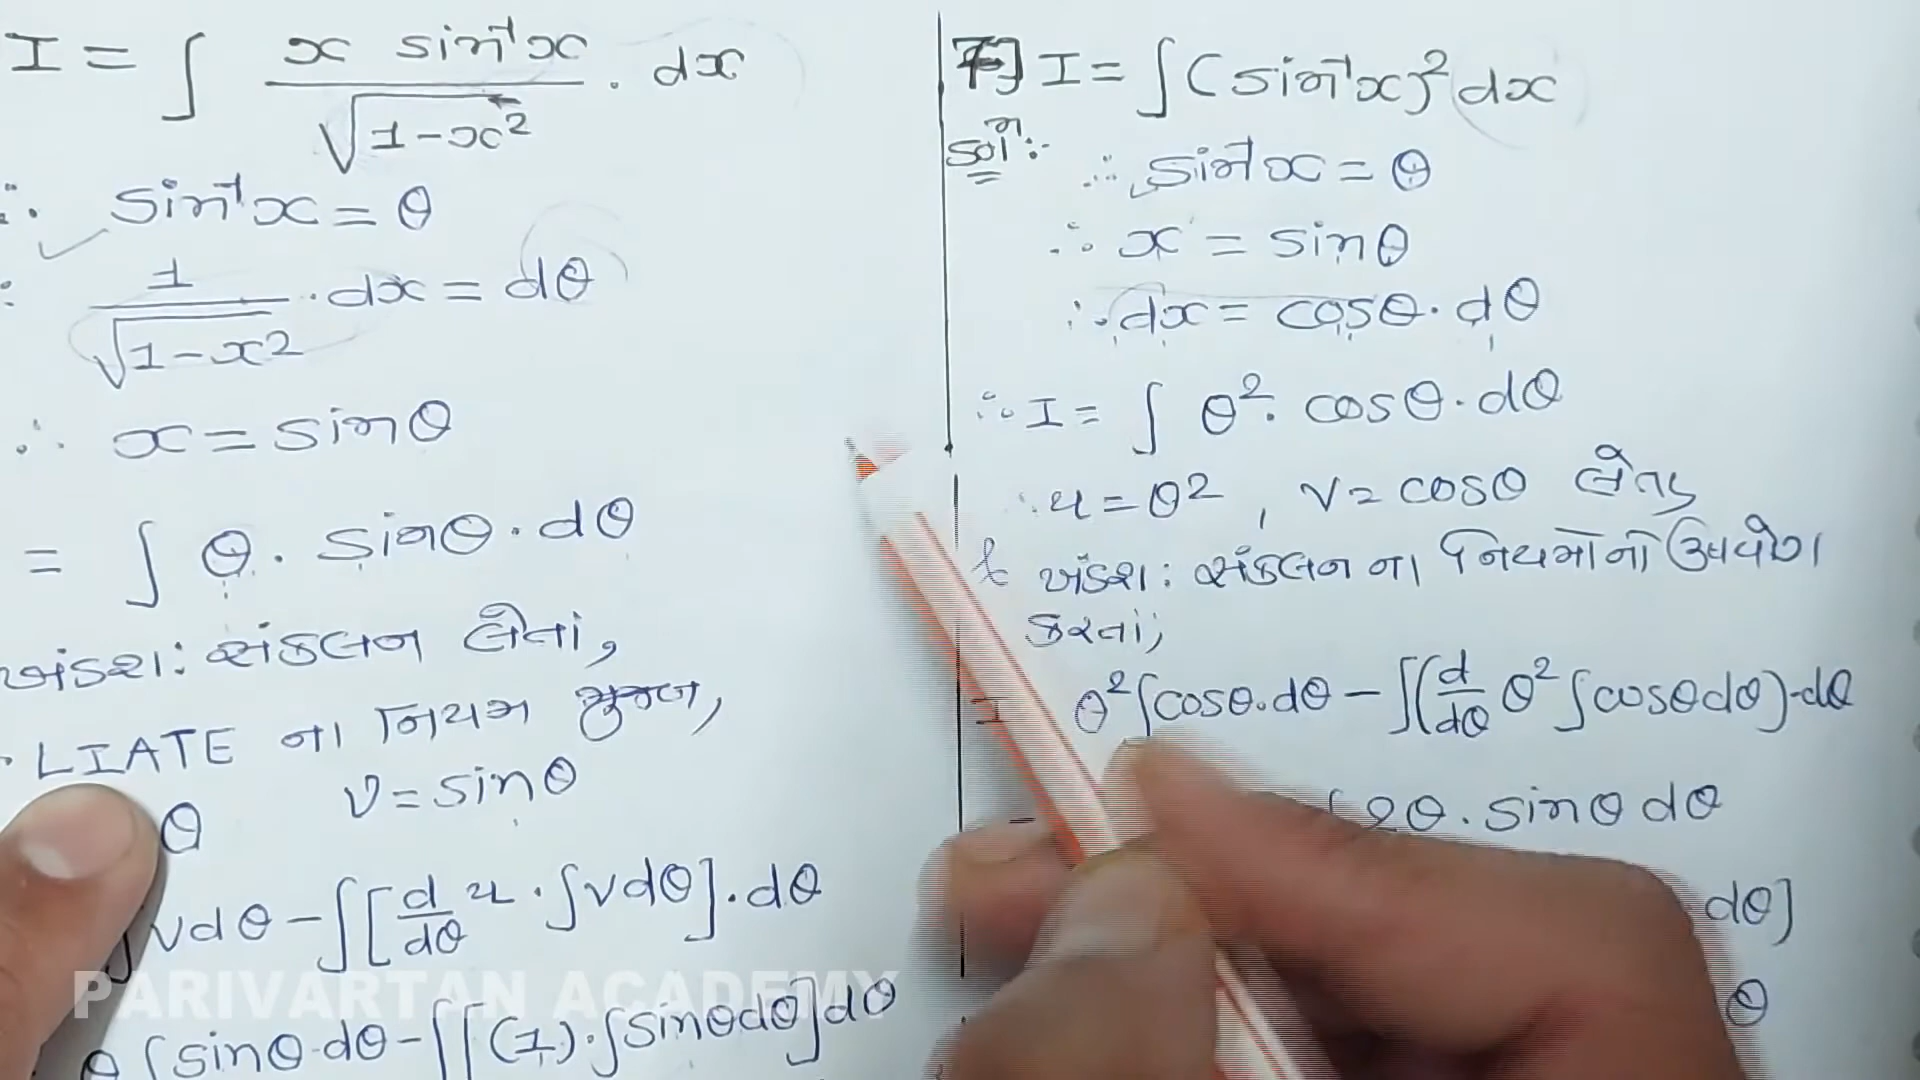 I = ∫ x sin⁻¹x / √1-x² . dx
∴ sin⁻¹x = θ
1/√1-x² . dx = dθ
∴ x = sinθ
= ∫ θ . sinθ . dθ
ખંડશ: સંકલન લેતાં,
LIATE ના નિયમ મુજબ,
θ v = sinθ
∫vdθ - ∫[d/dθ u . ∫vdθ] . dθ
θ ∫sinθ.dθ - ∫[(1).∫sinθdθ]dθ
7] I = ∫(sin⁻¹x)² dx
solⁿ :-
∴ sin⁻¹x = θ
∴ x = sinθ
∴ dx = cosθ . dθ
∴ I = ∫ θ² . cosθ . dθ
∴ u = θ² , v = cosθ લેતા
ખંડશ: સંકલન ના નિયમોનો ઉપયોગ
કરતાં,
I θ²∫cosθ.dθ - ∫(d/dθ θ² ∫cosθdθ).dθ
2θ . sinθ dθ
dθ]
θ
PARIVARTAN ACADEMY